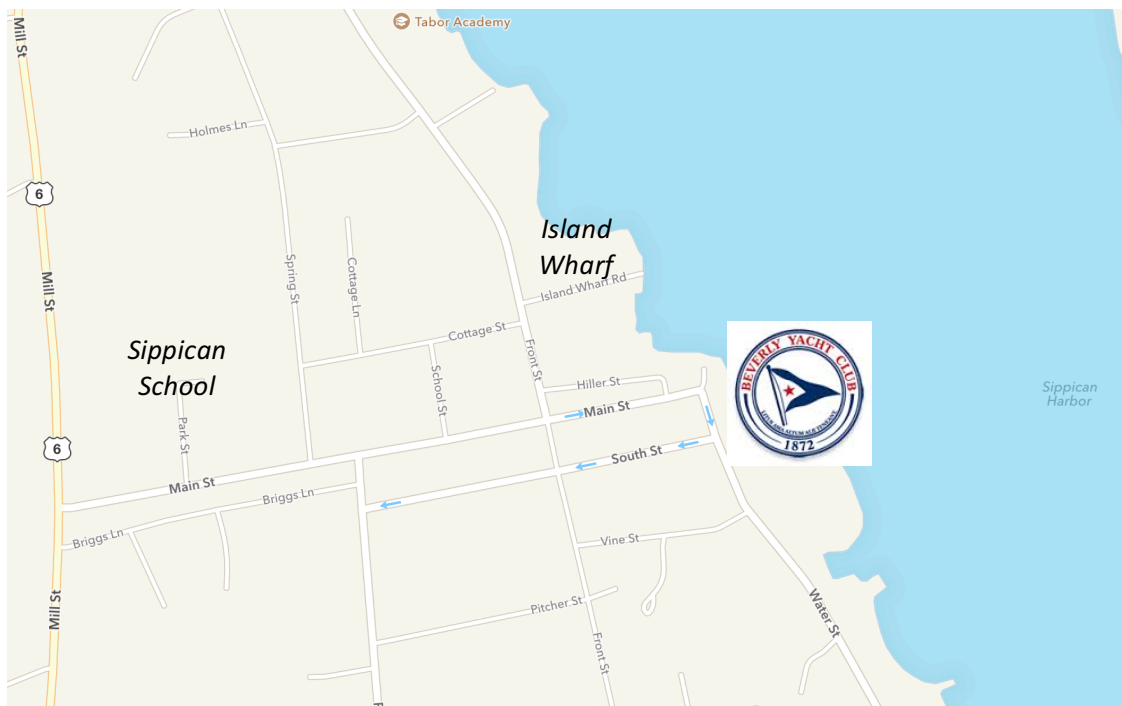 Tabor Academy
Mill St
Holmes Ln
6
Island
Wharf
Mill St
Spring St
Cottage Ln
Island Wharf Rd
Cottage St
Front St
Sippican
School
BEVERLY YACHT CLUB
1872
Sippican
Harbor
School St
Hiller St
Main St
Park St
6
South St
Main St
Briggs Ln
Briggs Ln
Vine St
Mill St
Pitcher St
Water St
Front St